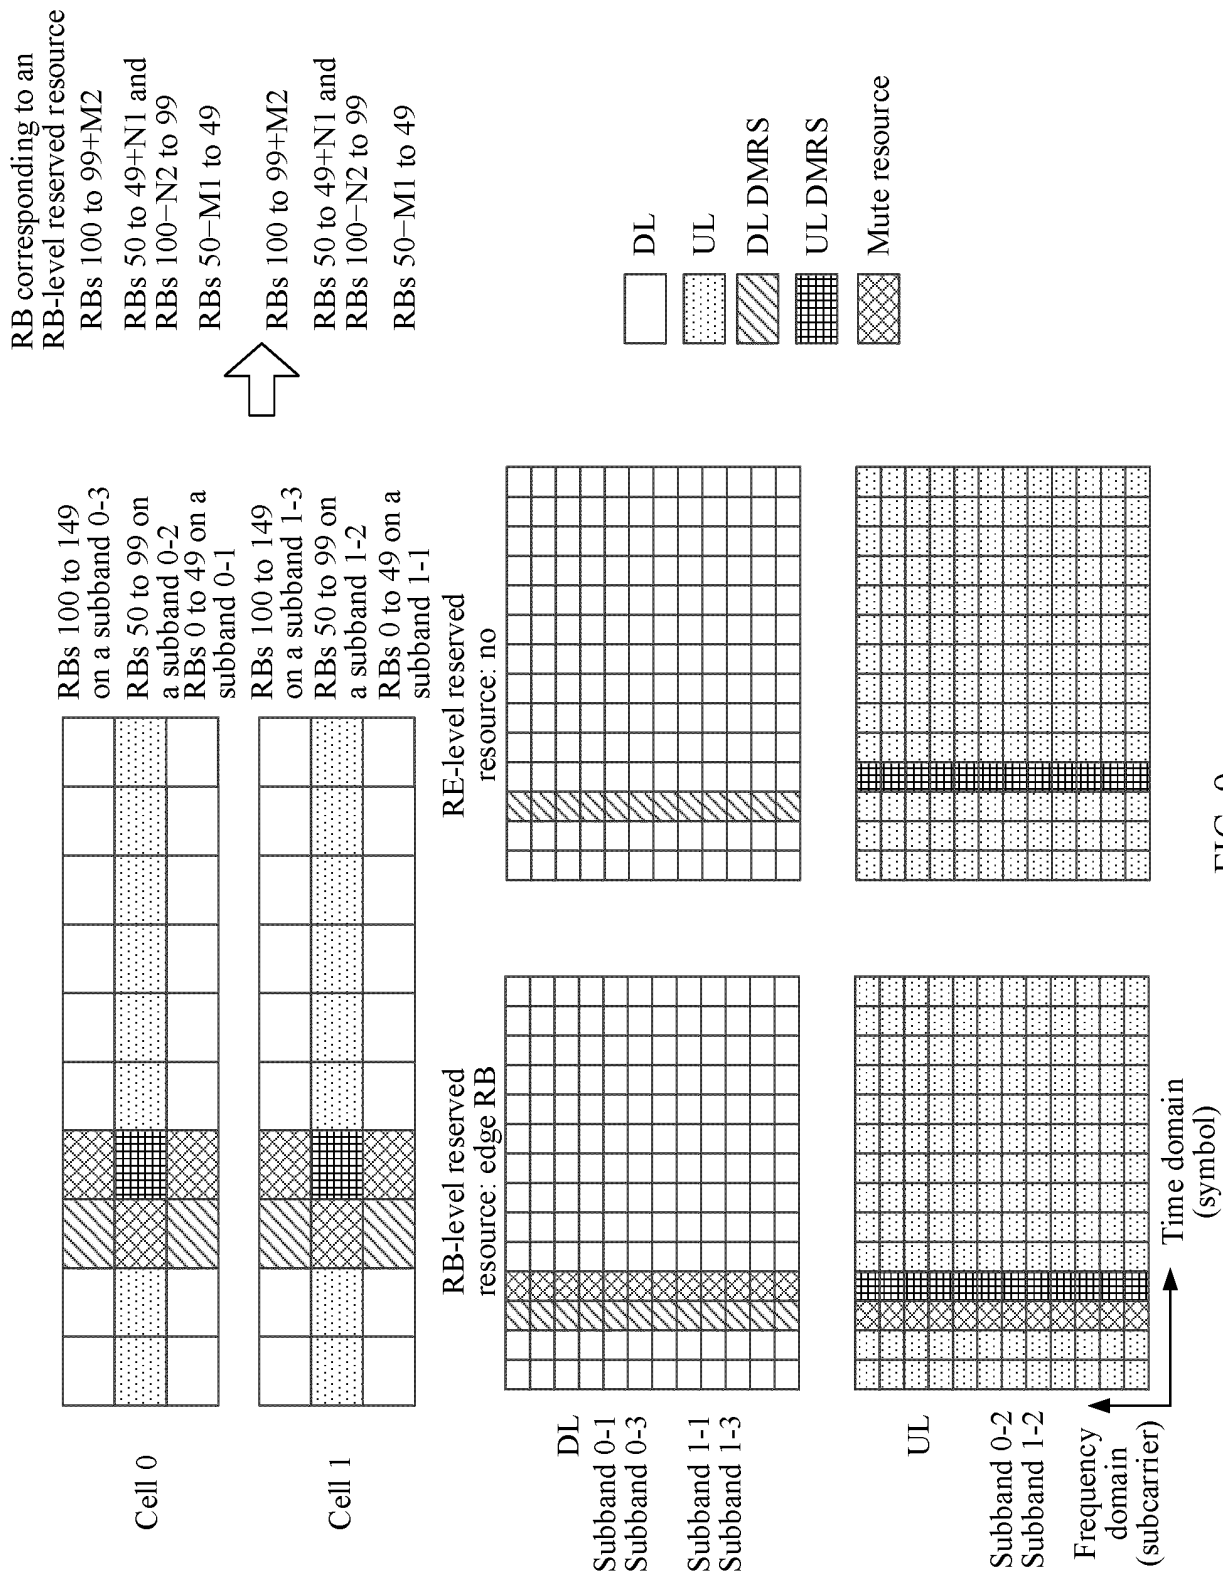 RB corresponding to an
RB-level reserved resource
Cell 0
RBs 100 to 149
on a subband 0-3
RBs 50 to 99 on
a subband 0-2
RBs 0 to 49 on a
subband 0-1
RBs 100 to 99+M2
RBs 50 to 49+N1 and
RBs 100−N2 to 99
RBs 50−M1 to 49
Cell 1
RBs 100 to 149
on a subband 1-3
RBs 50 to 99 on
a subband 1-2
RBs 0 to 49 on a
subband 1-1
RBs 100 to 99+M2
RBs 50 to 49+N1 and
RBs 100−N2 to 99
RBs 50−M1 to 49
RB-level reserved
resource: edge RB
RE-level reserved
resource: no
DL
Subband 0-1
Subband 0-3
Subband 1-1
Subband 1-3
UL
Subband 0-2
Subband 1-2
Frequency
domain
(subcarrier)
Time domain
(symbol)
DL
UL
DL DMRS
UL DMRS
Mute resource